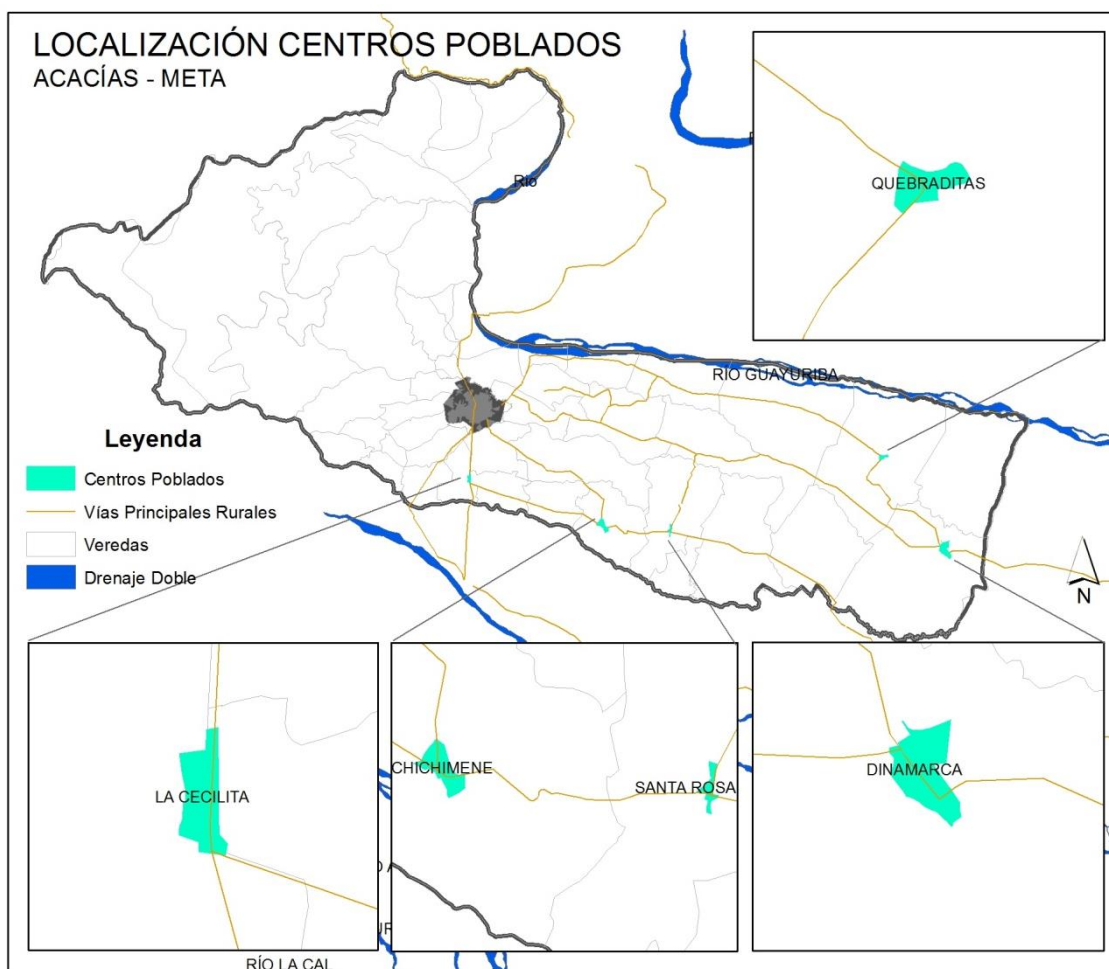 LOCALIZACIÓN CENTROS POBLADOS
ACACÍAS - META
Río
QUEBRADITAS
RÍO GUAYURIBA
Leyenda
Centros Poblados
Vías Principales Rurales
Veredas
Drenaje Doble
N
LA CECILITA
CHICHIMENE
SANTA ROSA
DINAMARCA
RÍO LA CAL